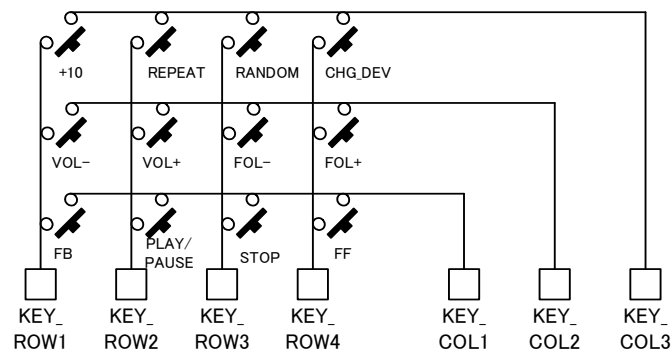 +10 REPEAT RANDOM CHG_DEV
VOL- VOL+ FOL- FOL+
FB PLAY/ STOP FF
PAUSE
KEY_ KEY_ KEY_ KEY_ KEY_ KEY_ KEY_
ROW1 ROW2 ROW3 ROW4 COL1 COL2 COL3